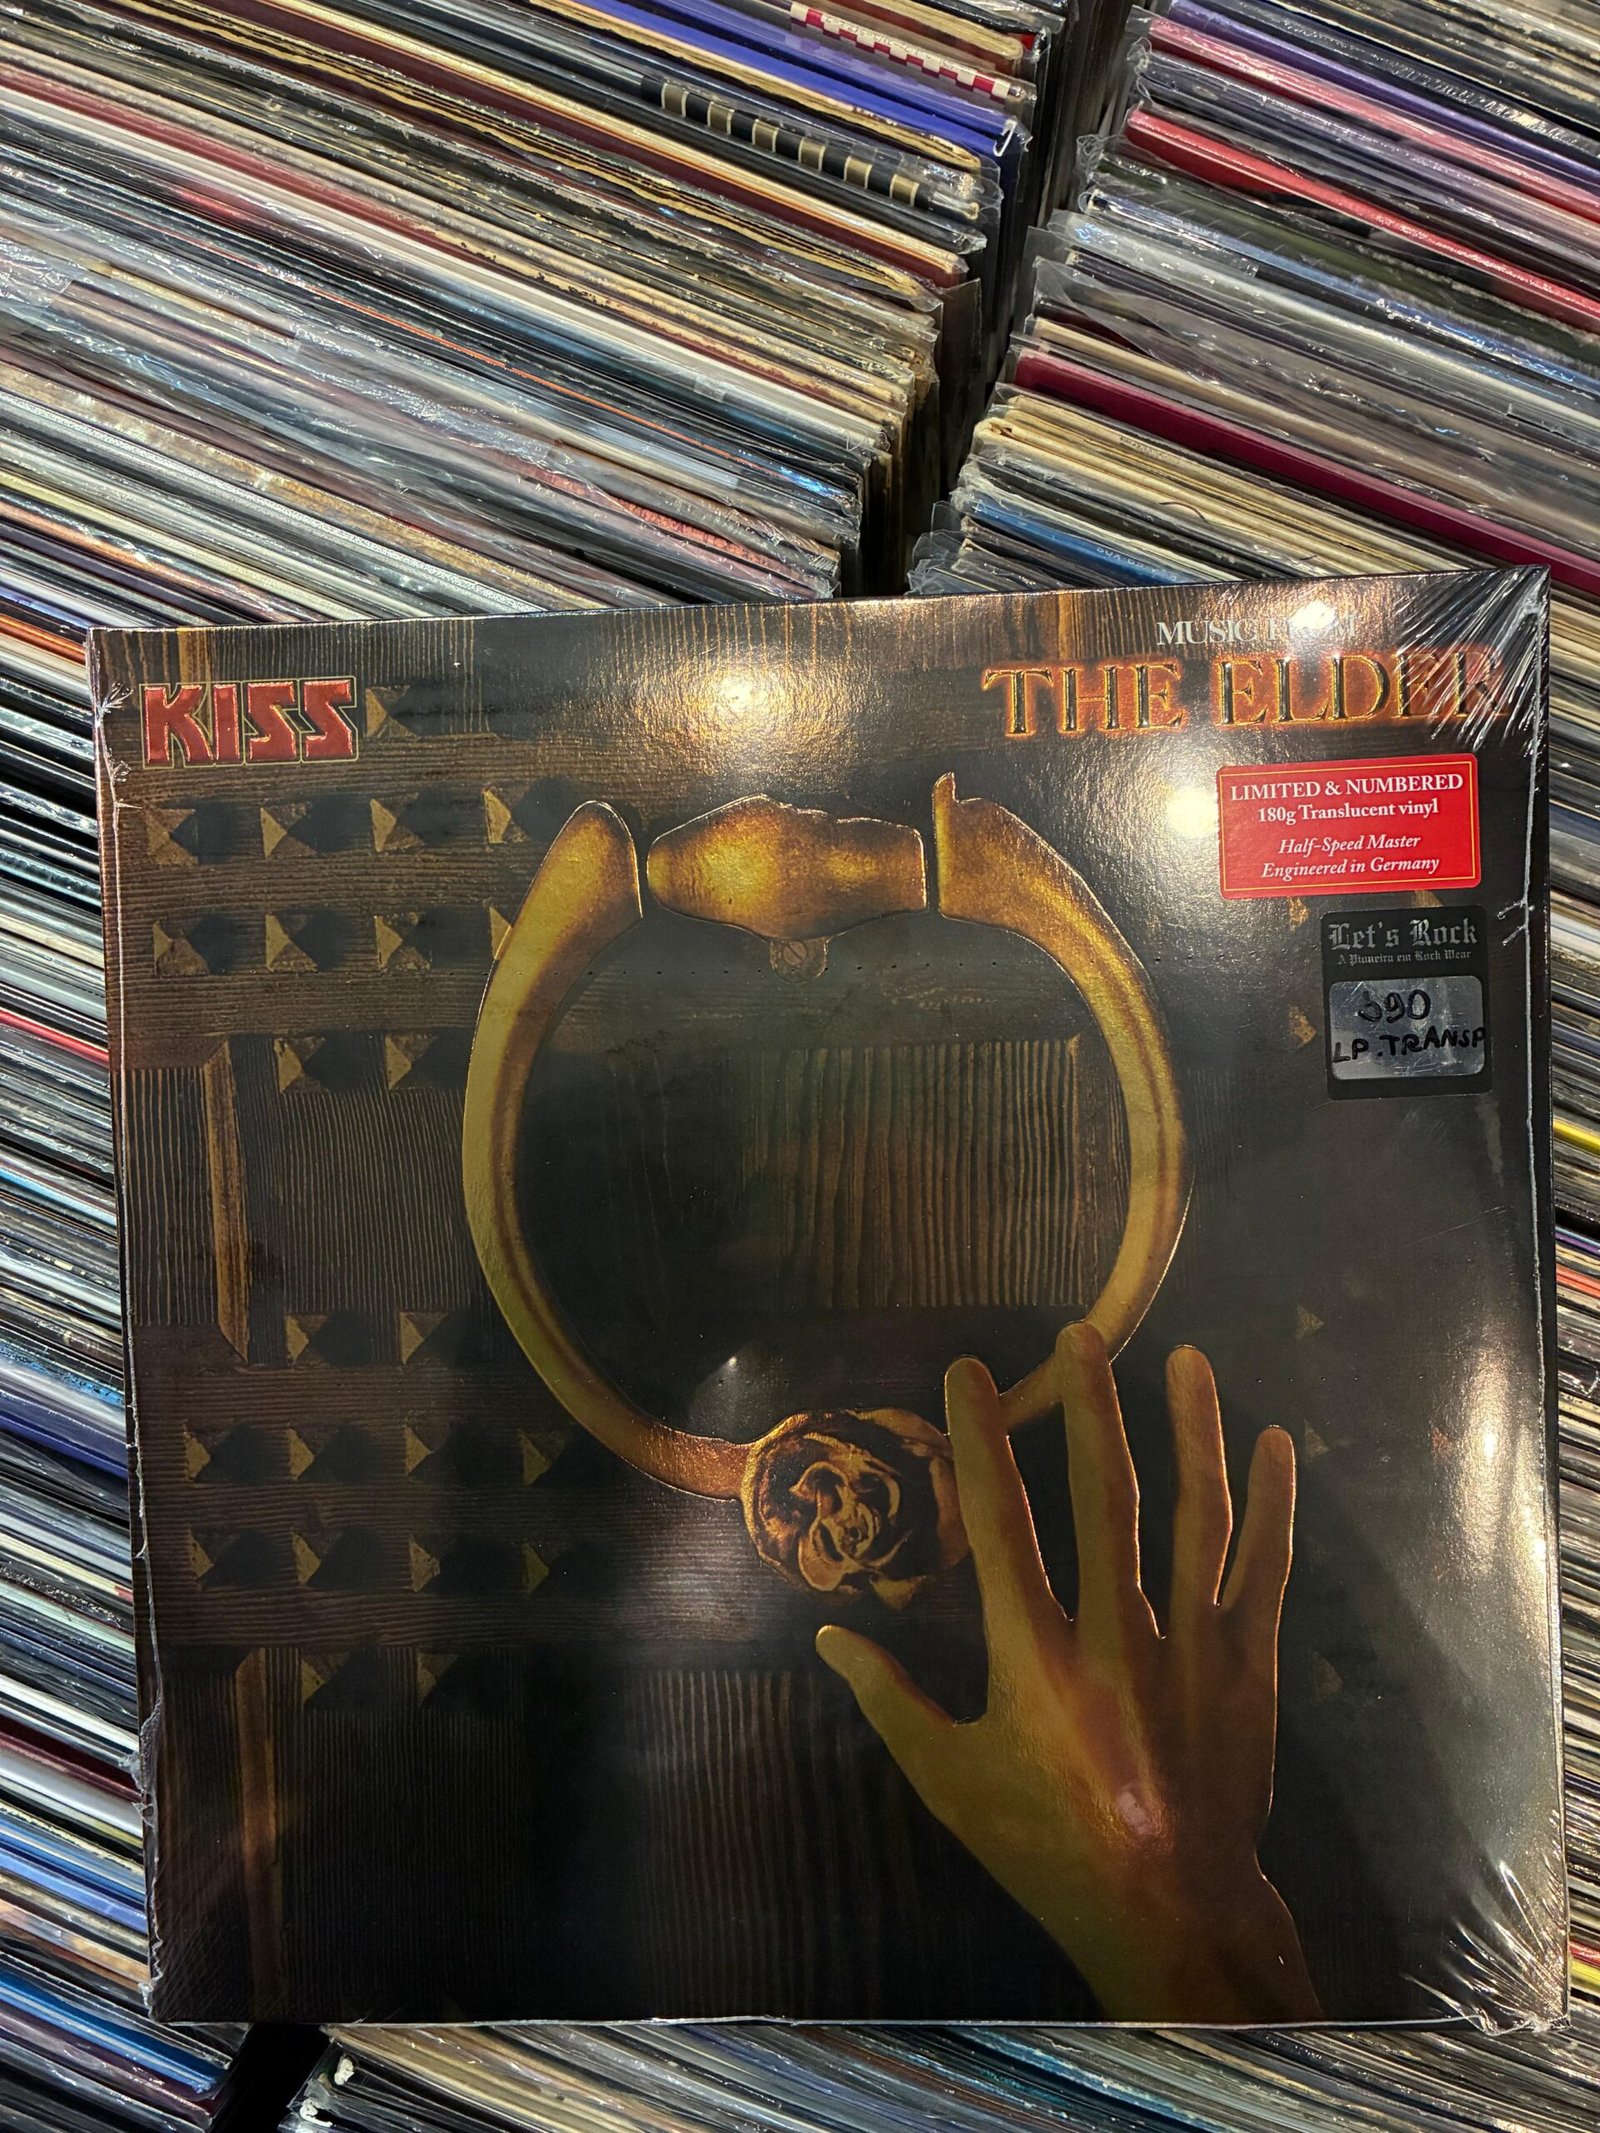 KISS
MUSIC FROM
THE ELDER
LIMITED & NUMBERED
180g Translucent vinyl
Half-Speed Master
Engineered in Germany
Let's Rock
A Pioneira em Rock Wear
390
LP.TRANSP